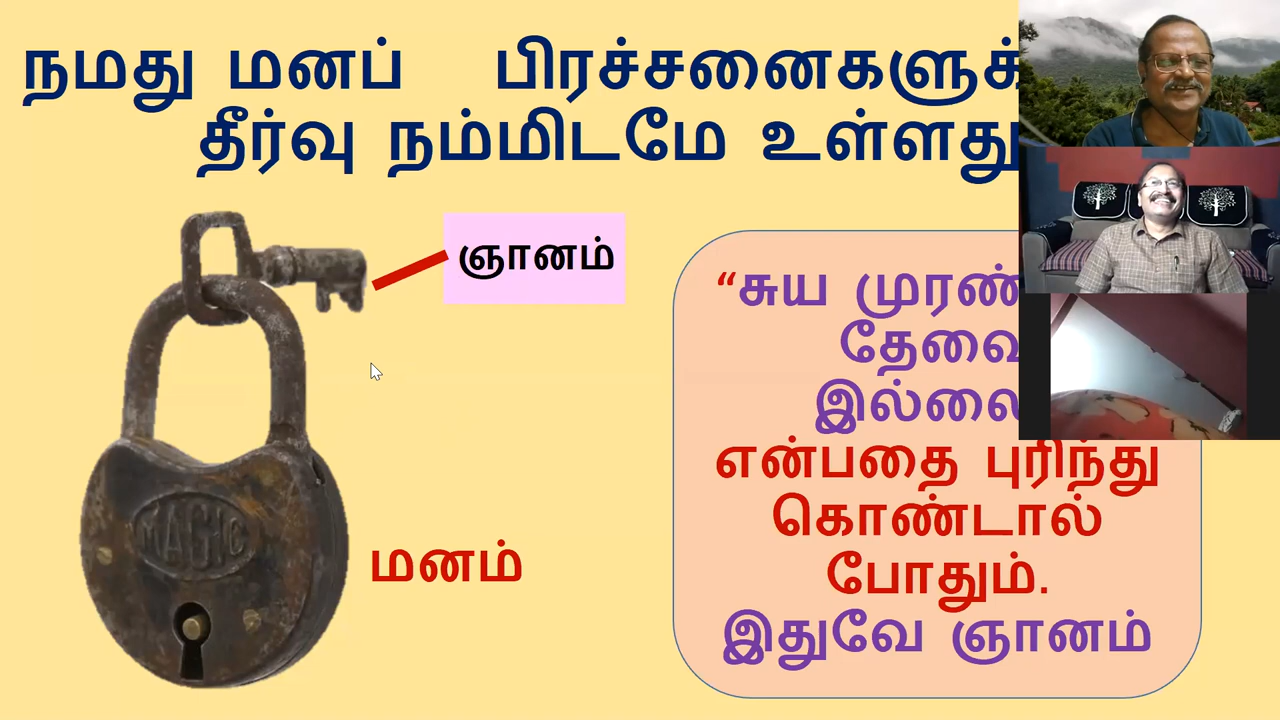 நமது மனப் பிரச்சனைகளுக்
தீர்வு நம்மிடமே உள்ளது
ஞானம்
“சுய முரண்
தேவை
இல்லை
என்பதை புரிந்து
கொண்டால்
போதும்.
இதுவே ஞானம்
MAGIC
மனம்